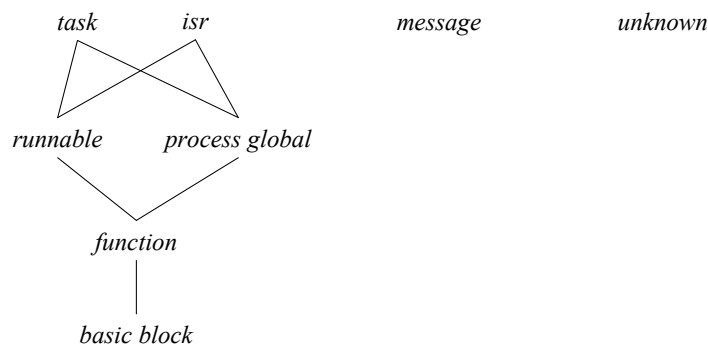 task isr message unknown
runnable process global
function
basic block